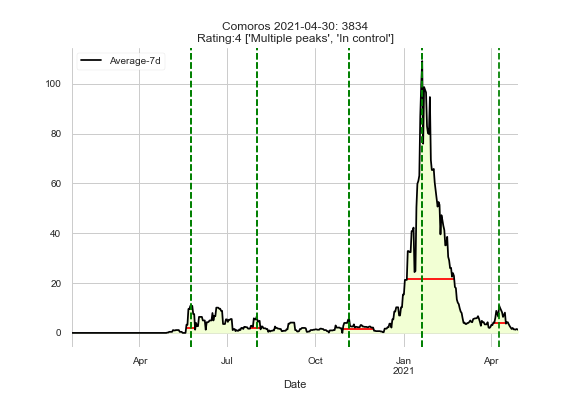 Comoros 2021-04-30: 3834
Rating:4 ['Multiple peaks', 'In control']
Average-7d
100
80
60
40
20
0
Apr
Jul
Oct
Jan
2021
Apr
Date